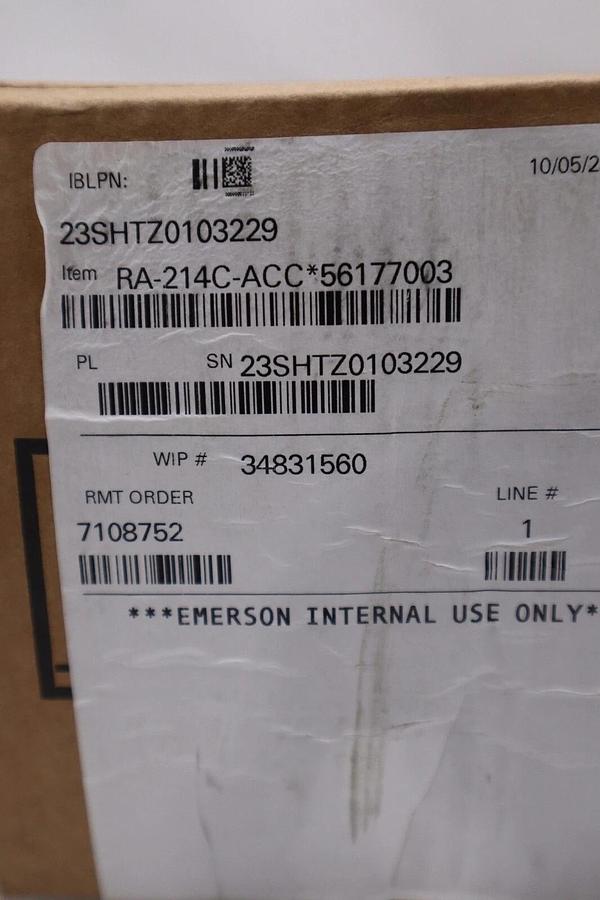 IBLPN:
10/05/2
23SHTZ0103229
Item RA-214C-ACC*56177003
PL SN 23SHTZ0103229
WIP # 34831560
RMT ORDER LINE #
7108752 1
***EMERSON INTERNAL USE ONLY*